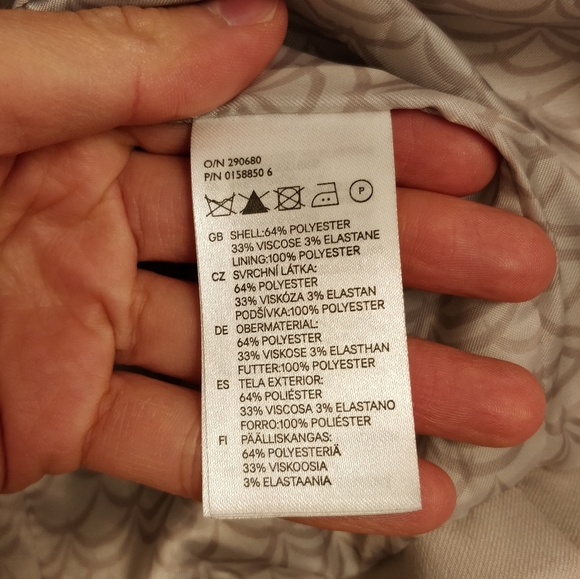 O/N 290680
P/N 0158850 6
P
GB SHELL:64% POLYESTER
33% VISCOSE 3% ELASTANE
LINING:100% POLYESTER
CZ SVRCHNÍ LÁTKA:
64% POLYESTER
33% VISKÓZA 3% ELASTAN
PODŠÍVKA:100% POLYESTER
DE OBERMATERIAL:
64% POLYESTER
33% VISKOSE 3% ELASTHAN
FUTTER:100% POLYESTER
ES TELA EXTERIOR:
64% POLIÉSTER
33% VISCOSA 3% ELASTANO
FORRO:100% POLIÉSTER
FI PÄÄLLISKANGAS:
64% POLYESTERIÄ
33% VISKOOSIA
3% ELASTAANIA